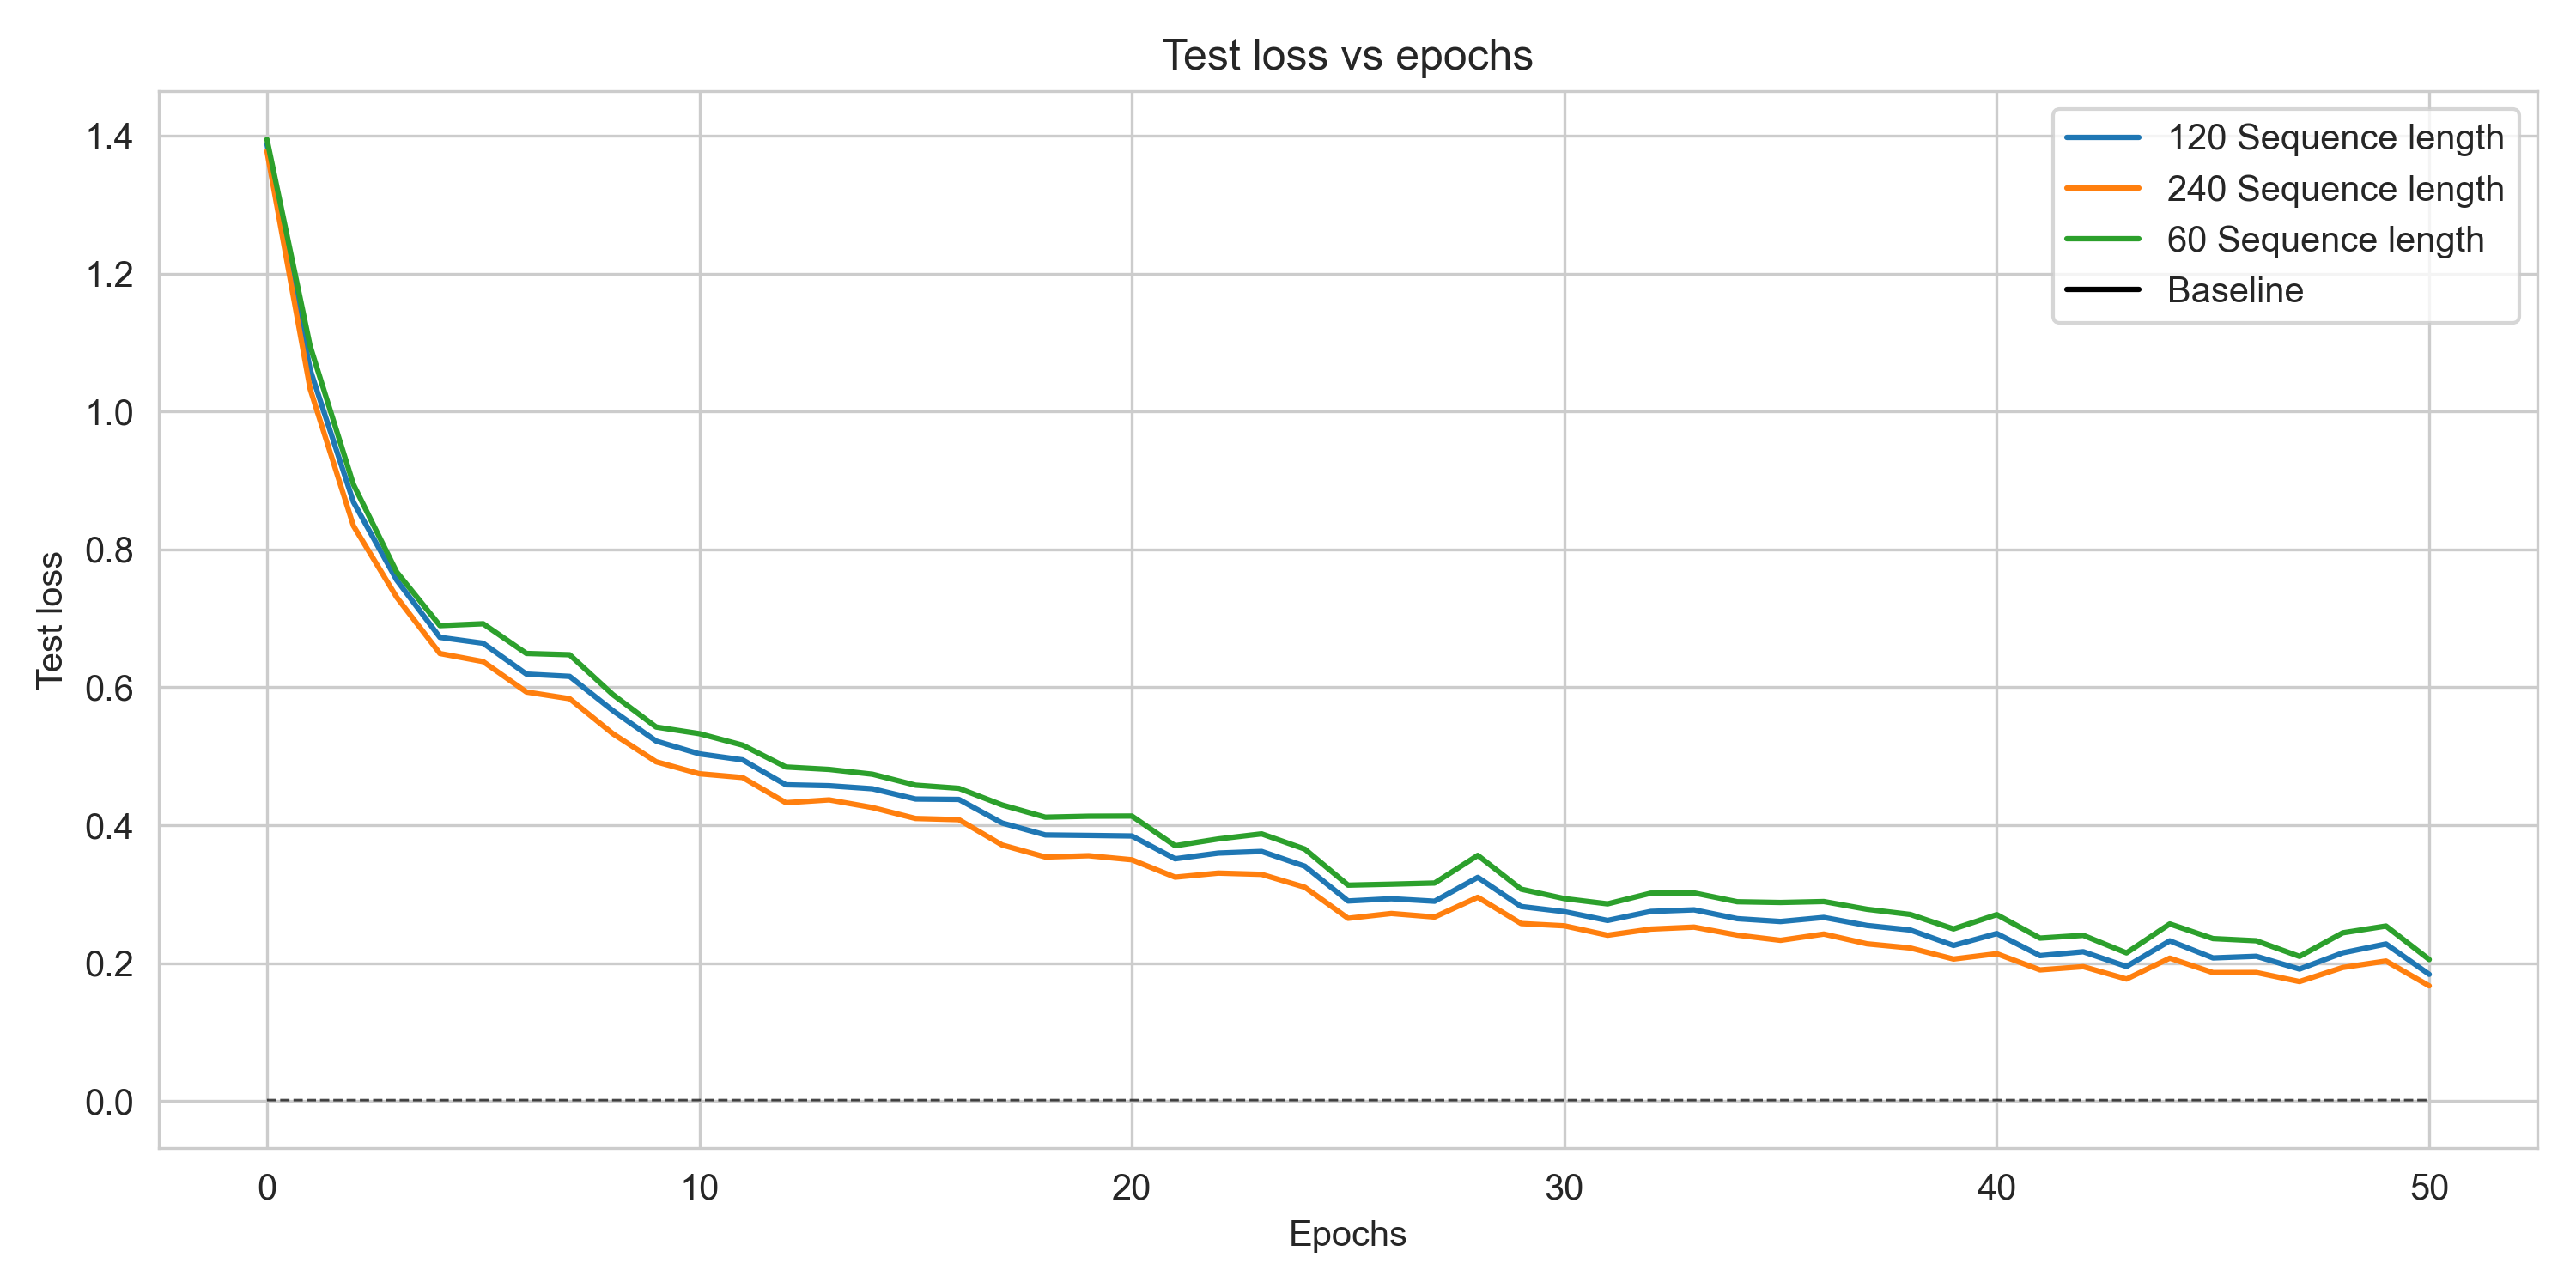 Test loss vs epochs
1.4
1.2
1.0
0.8
0.6
0.4
0.2
0.0
Test loss
120 Sequence length
240 Sequence length
60 Sequence length
Baseline
0 10 20 30 40 50
Epochs